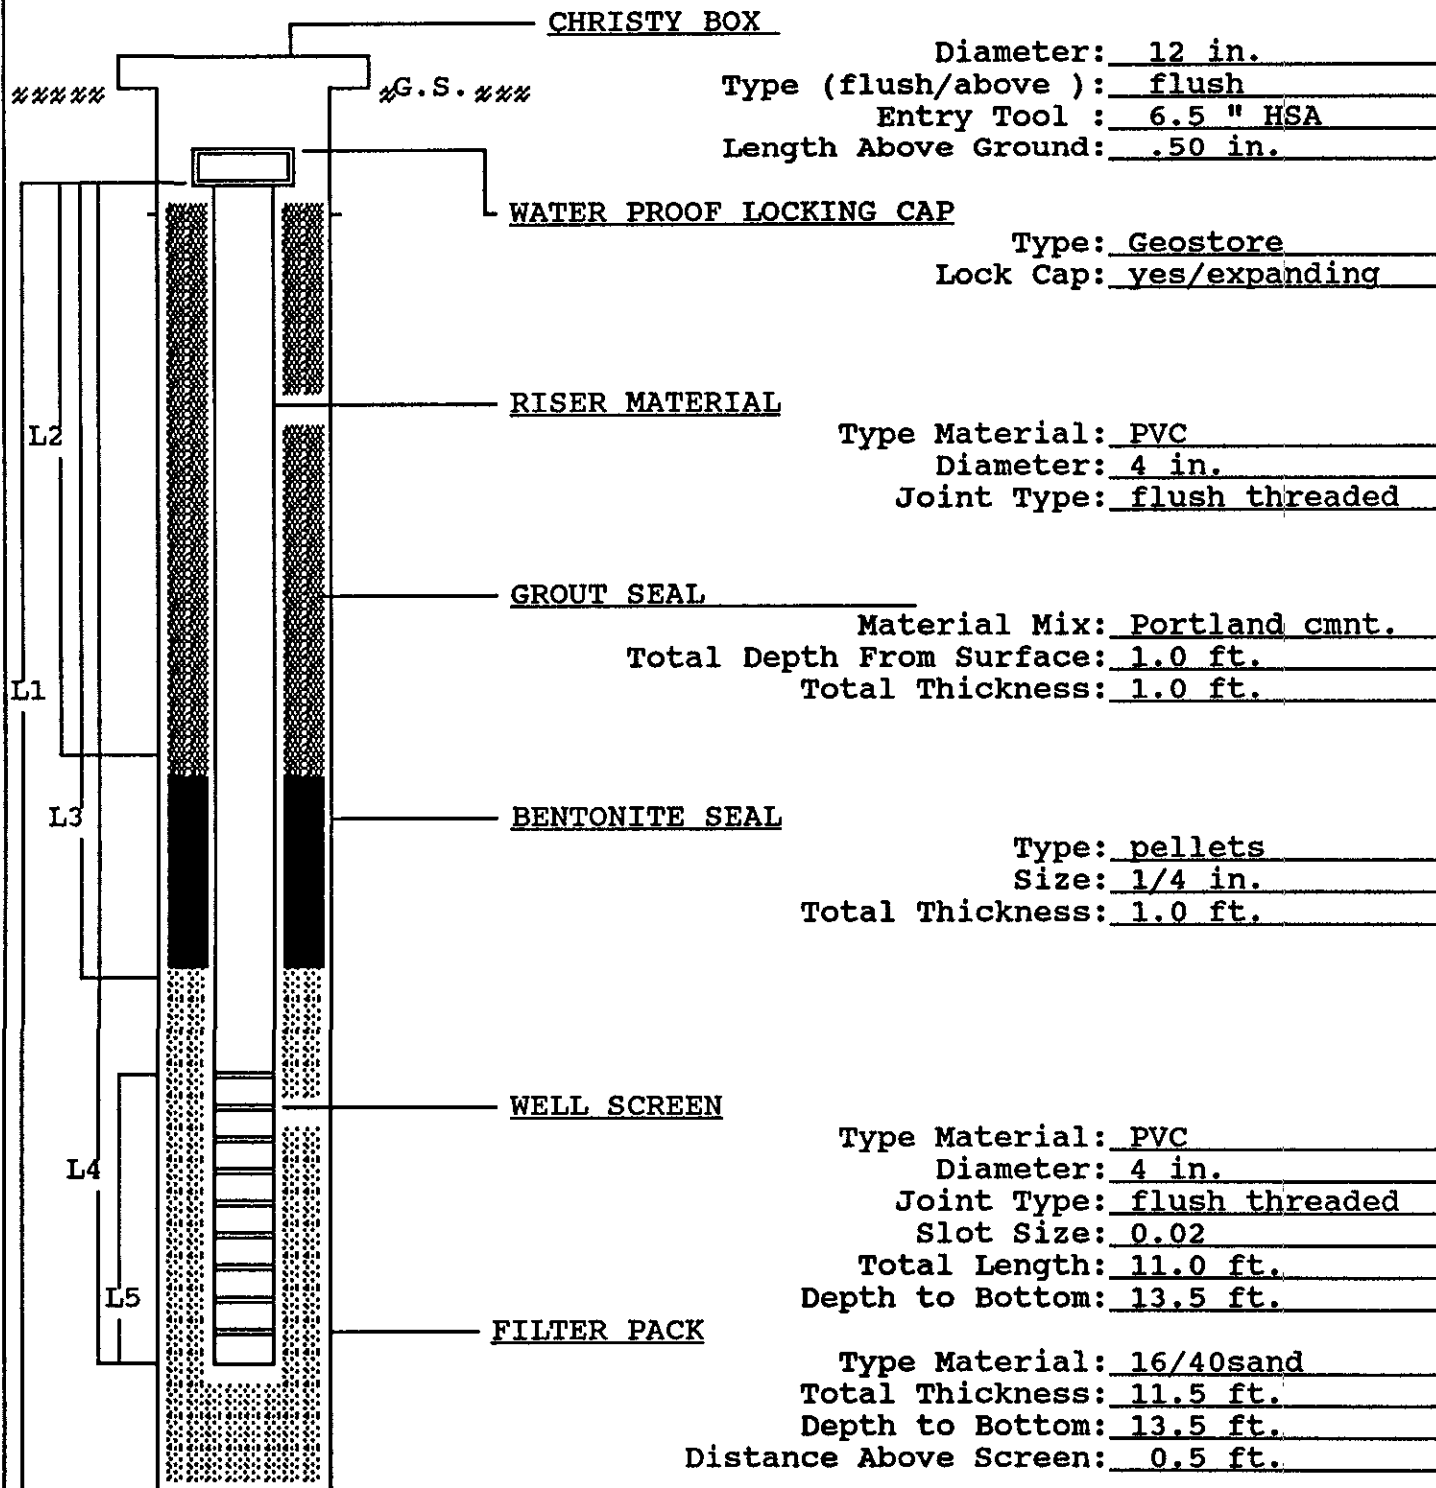 CHRISTY BOX
Diameter: 12 in.
G.S.
Type (flush/above ): flush
Entry Tool : 6.5 " HSA
Length Above Ground: .50 in.
WATER PROOF LOCKING CAP
Type: Geostore
Lock Cap: yes/expanding
RISER MATERIAL
L2
Type Material: PVC
Diameter: 4 in.
Joint Type: flush threaded
GROUT SEAL
Material Mix: Portland cmnt.
Total Depth From Surface: 1.0 ft.
L1
Total Thickness: 1.0 ft.
L3
BENTONITE SEAL
Type: pellets
Size: 1/4 in.
Total Thickness: 1.0 ft.
WELL SCREEN
Type Material: PVC
L4
Diameter: 4 in.
Joint Type: flush threaded
Slot Size: 0.02
Total Length: 11.0 ft.
L5
Depth to Bottom: 13.5 ft.
FILTER PACK
Type Material: 16/40sand
Total Thickness: 11.5 ft.
Depth to Bottom: 13.5 ft.
Distance Above Screen: 0.5 ft.